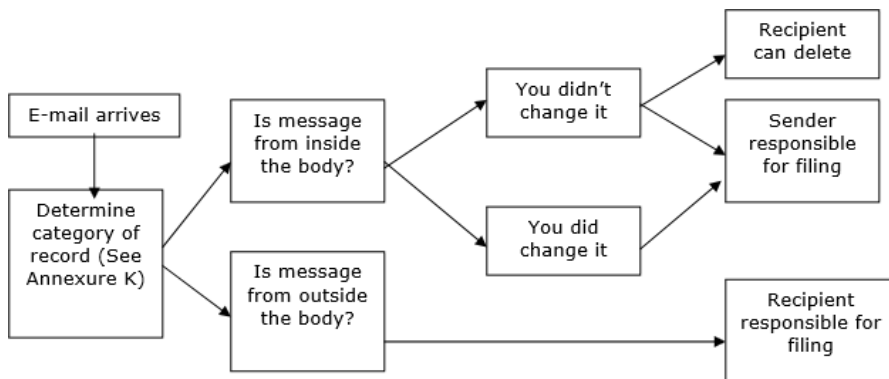 E-mail arrives
Determine
category of
record (See
Annexure K)
Is message
from inside
the body?
Is message
from outside
the body?
You didn’t
change it
You did
change it
Recipient
can delete
Sender
responsible
for filing
Recipient
responsible for
filing